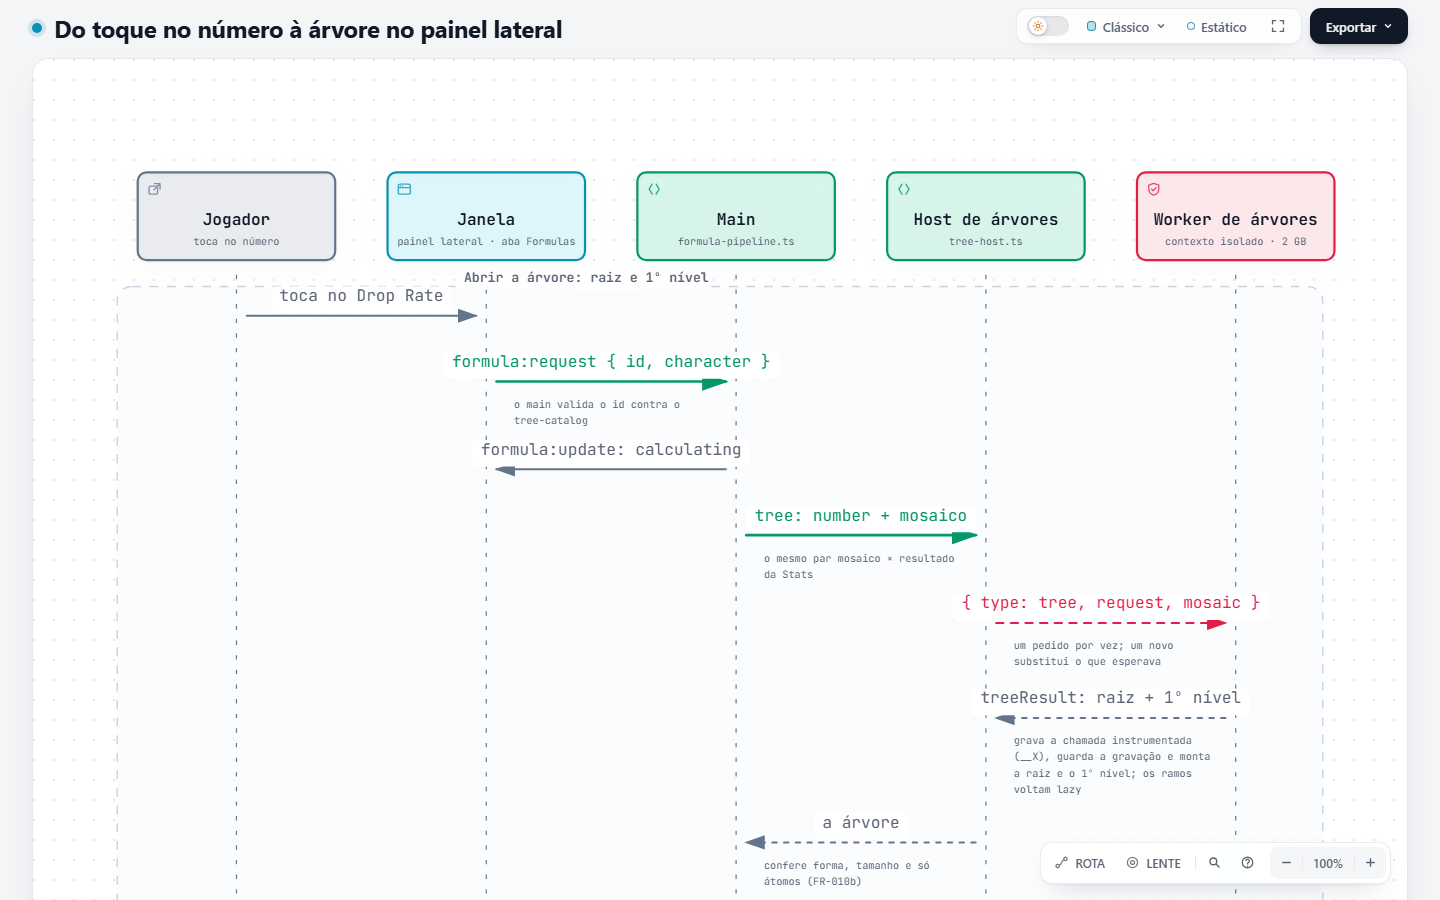 Do toque no número à árvore no painel lateral
Clássico
Estático
Exportar
Jogador
toca no número
Janela
painel lateral · aba Formulas
Main
formula-pipeline.ts
Host de árvores
tree-host.ts
Worker de árvores
contexto isolado · 2 GB
Abrir a árvore: raiz e 1º nível
toca no Drop Rate
formula:request { id, character }
o main valida o id contra o
tree-catalog
formula:update: calculating
tree: number + mosaico
o mesmo par mosaico × resultado
da Stats
{ type: tree, request, mosaic }
um pedido por vez; um novo
substitui o que esperava
treeResult: raiz + 1º nível
grava a chamada instrumentada
(__X), guarda a gravação e monta
a raiz e o 1º nível; os ramos
voltam lazy
a árvore
confere forma, tamanho e só
átomos (FR-010b)
ROTA
LENTE
− 100% +